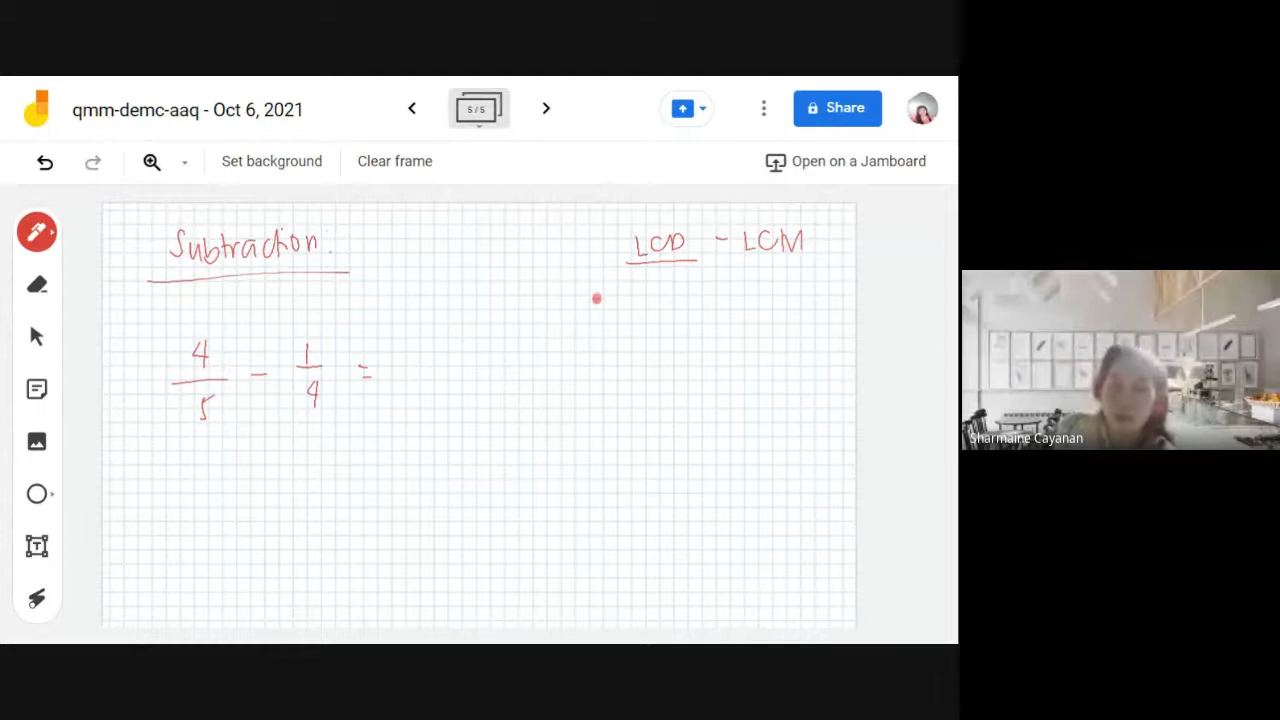 qmm-demc-aaq - Oct 6, 2021
5 / 5
Share
Set background
Clear frame
Open on a Jamboard
Subtraction.
LCD - LCM
4/5 - 1/4 =
Sharmaine Cayanan